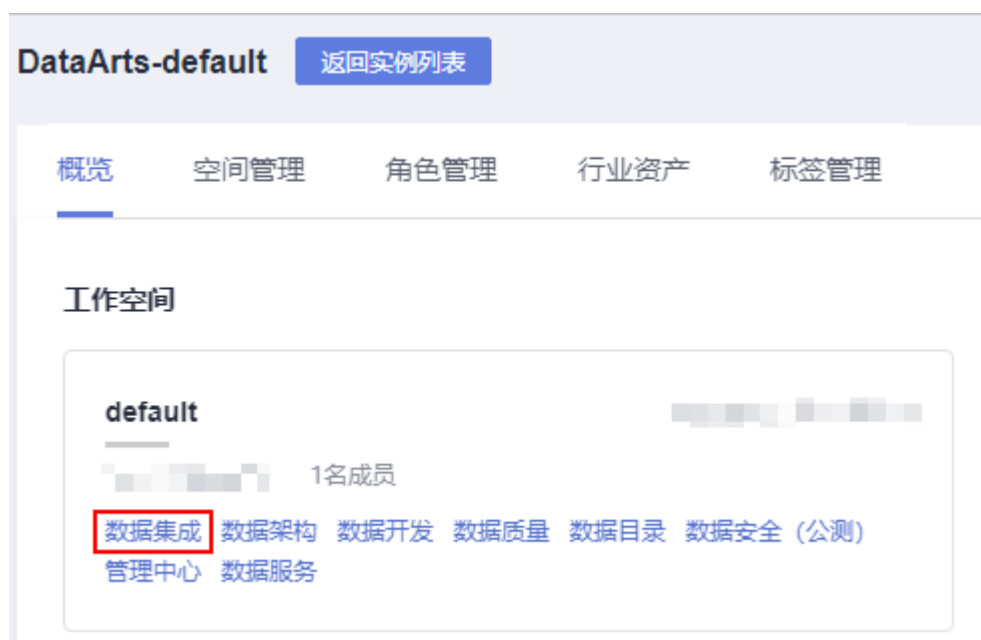 DataArts-default 返回实例列表
概览 空间管理 角色管理 行业资产 标签管理
工作空间
default
1名成员
数据集成 数据架构 数据开发 数据质量 数据目录 数据安全 (公测)
管理中心 数据服务